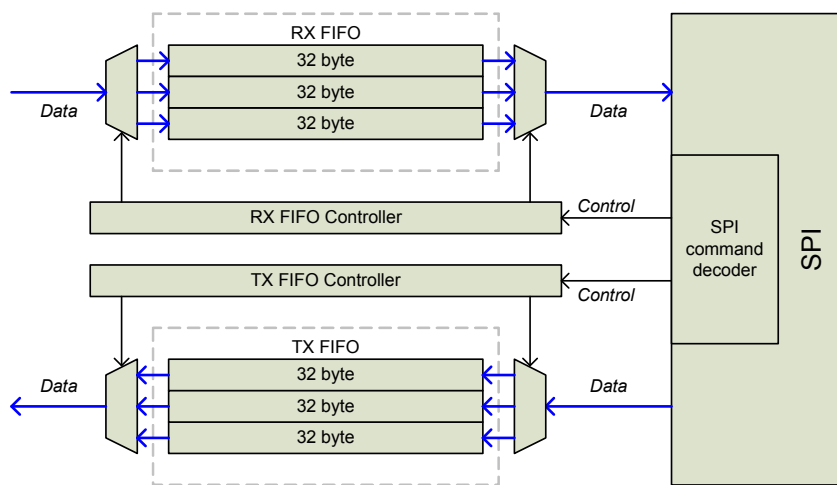 RX FIFO
32 byte
32 byte
32 byte
Data
Data
RX FIFO Controller
Control
SPI
command
decoder
SPI
TX FIFO Controller
Control
TX FIFO
32 byte
32 byte
32 byte
Data
Data